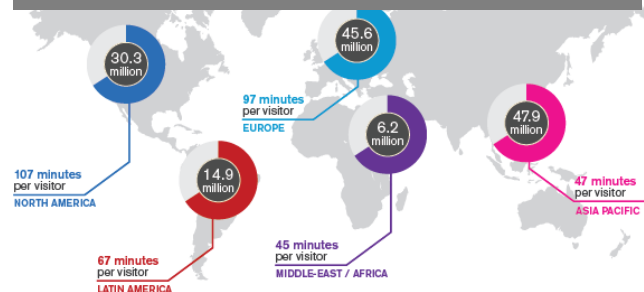 30.3
million
107 minutes
per visitor
NORTH AMERICA
14.9
million
67 minutes
per visitor
LATIN AMERICA
45.6
million
97 minutes
per visitor
EUROPE
6.2
million
45 minutes
per visitor
MIDDLE-EAST / AFRICA
47.9
million
47 minutes
per visitor
ASIA PACIFIC